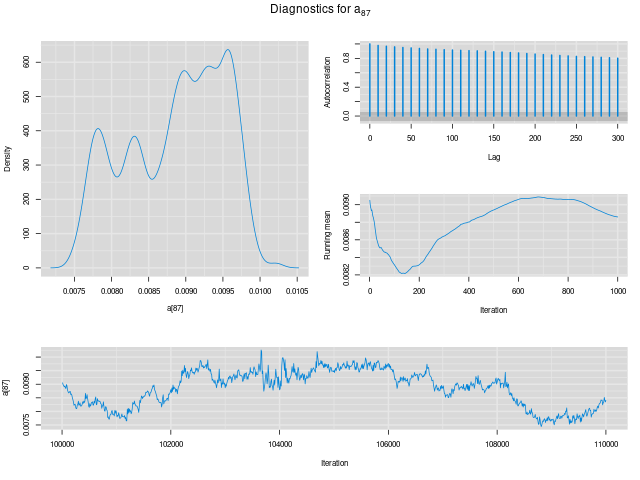 Diagnostics for a87
Density
0 100 200 300 400 500 600
0.0075 0.0080 0.0085 0.0090 0.0095 0.0100 0.0105
a[87]
Autocorrelation
0.0 0.4 0.8
0 50 100 150 200 250 300
Lag
Running mean
0.0082 0.0086 0.0090
0 200 400 600 800 1000
Iteration
a[87]
0.0075 0.0090
100000 102000 104000 106000 108000 110000
Iteration